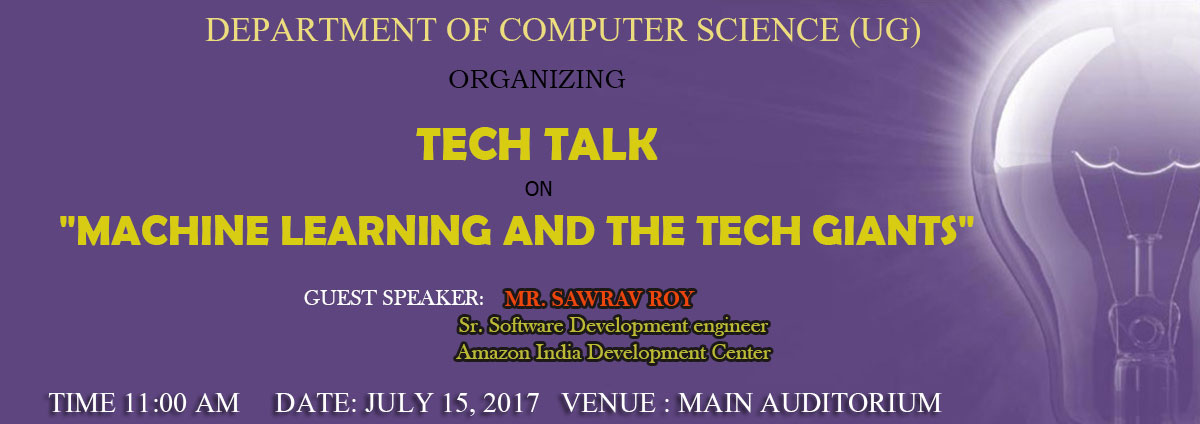 DEPARTMENT OF COMPUTER SCIENCE (UG)
ORGANIZING
TECH TALK
ON
"MACHINE LEARNING AND THE TECH GIANTS"
GUEST SPEAKER: MR. SAWRAV ROY
Sr. Software Development engineer
Amazon India Development Center
TIME 11:00 AM DATE: JULY 15, 2017 VENUE : MAIN AUDITORIUM